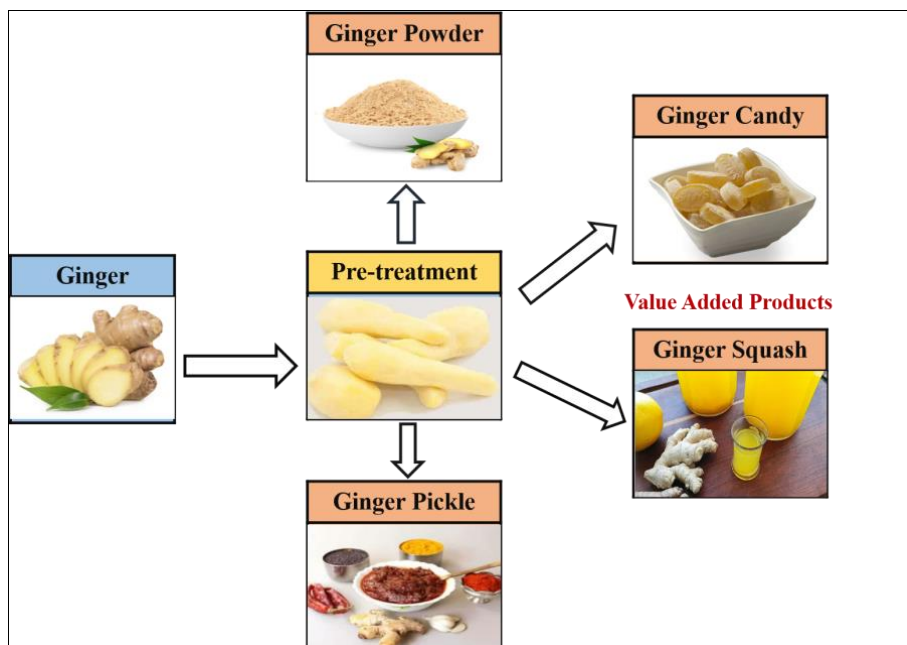 Ginger Powder
Ginger Candy
Ginger
Pre-treatment
Value Added Products
Ginger Squash
Ginger Pickle